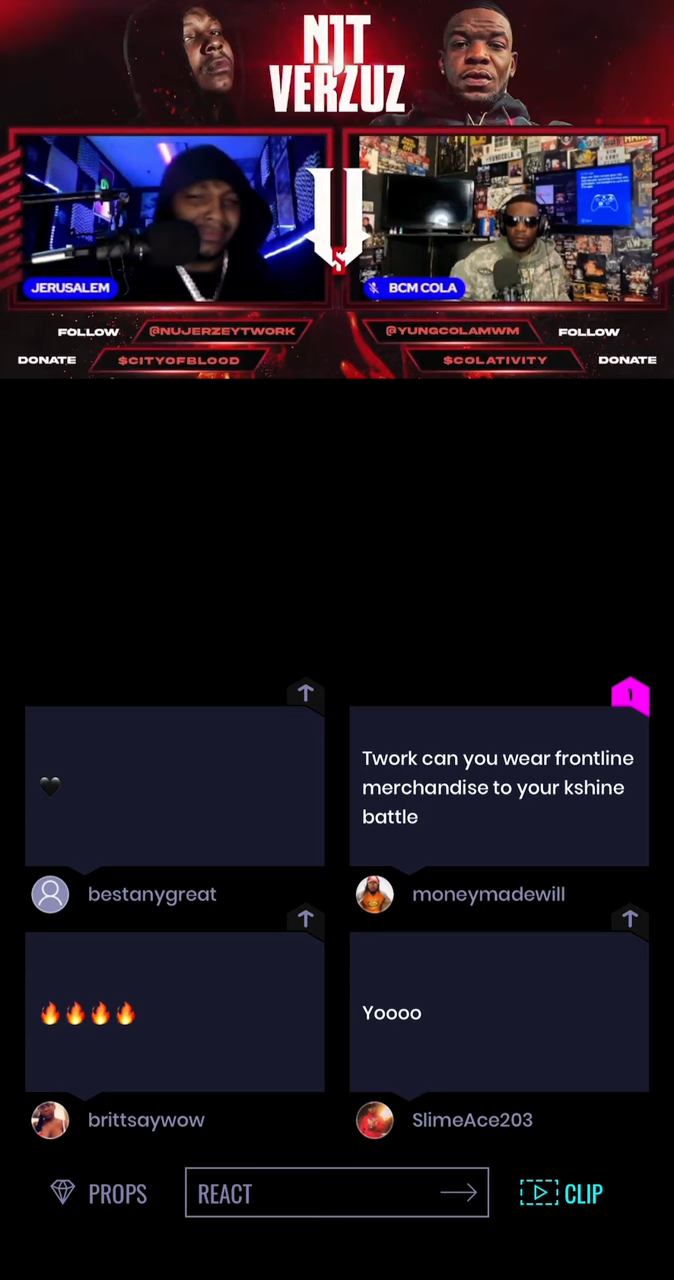 NJT
VERZUZ
YUNGCOLA
JERUSALEM
BCM COLA
FOLLOW @NUJERZEYTWORK
@YUNGCOLAMWM FOLLOW
DONATE $CITYOFBLOOD
$COLATIVITY DONATE
1
🖤
Twork can you wear frontline
merchandise to your kshine
battle
bestanygreat
moneymadewill
🔥🔥🔥🔥
Yoooo
brittsaywow
SlimeAce203
PROPS
REACT
CLIP